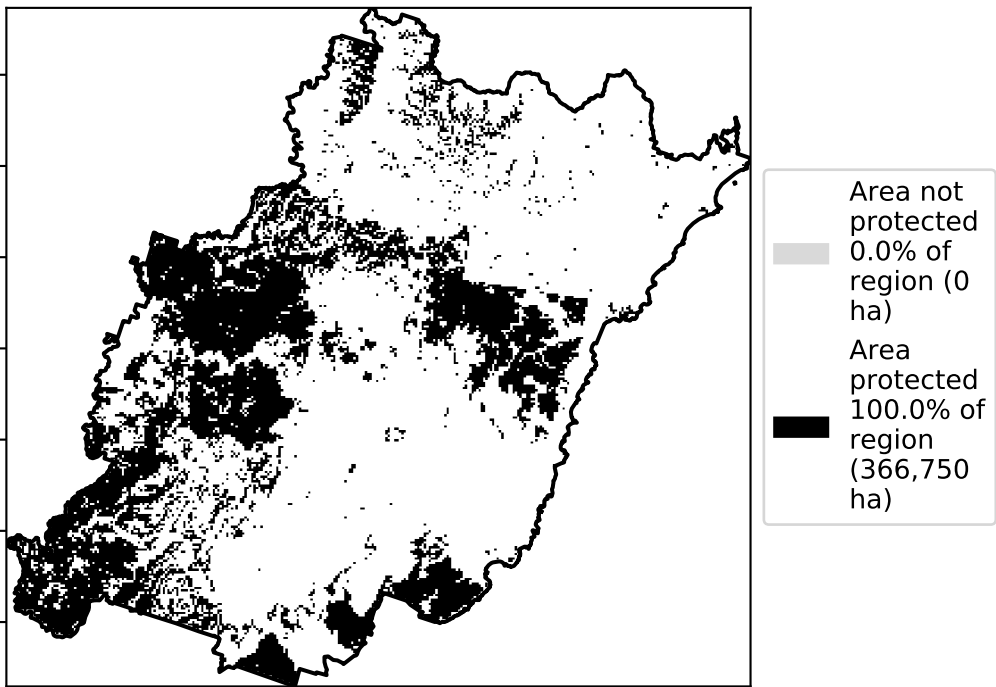 Area not
protected
0.0% of
region (0
ha)
Area
protected
100.0% of
region
(366,750
ha)